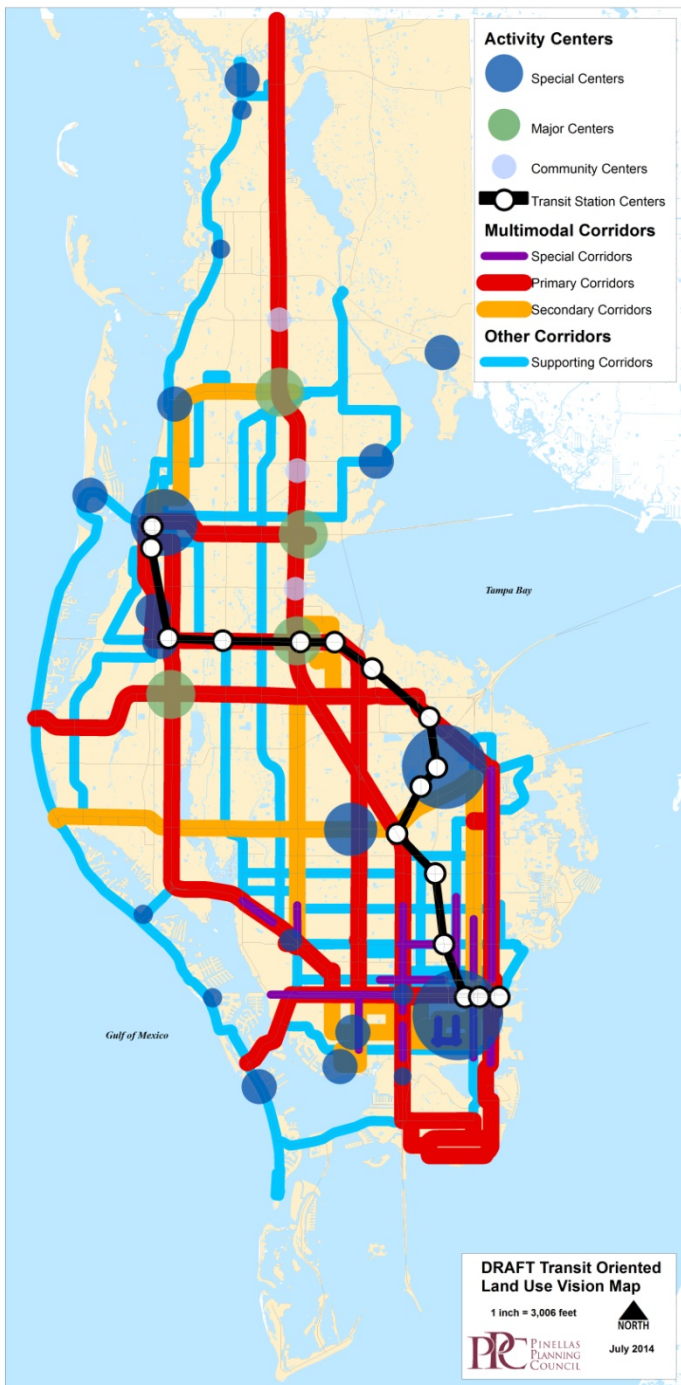 Activity Centers
Special Centers
Major Centers
Community Centers
Transit Station Centers
Multimodal Corridors
Special Corridors
Primary Corridors
Secondary Corridors
Other Corridors
Supporting Corridors
Tampa Bay
Gulf of Mexico
DRAFT Transit Oriented
Land Use Vision Map
1 inch = 3,006 feet
NORTH
PPC PINELLAS
PLANNING
COUNCIL
July 2014